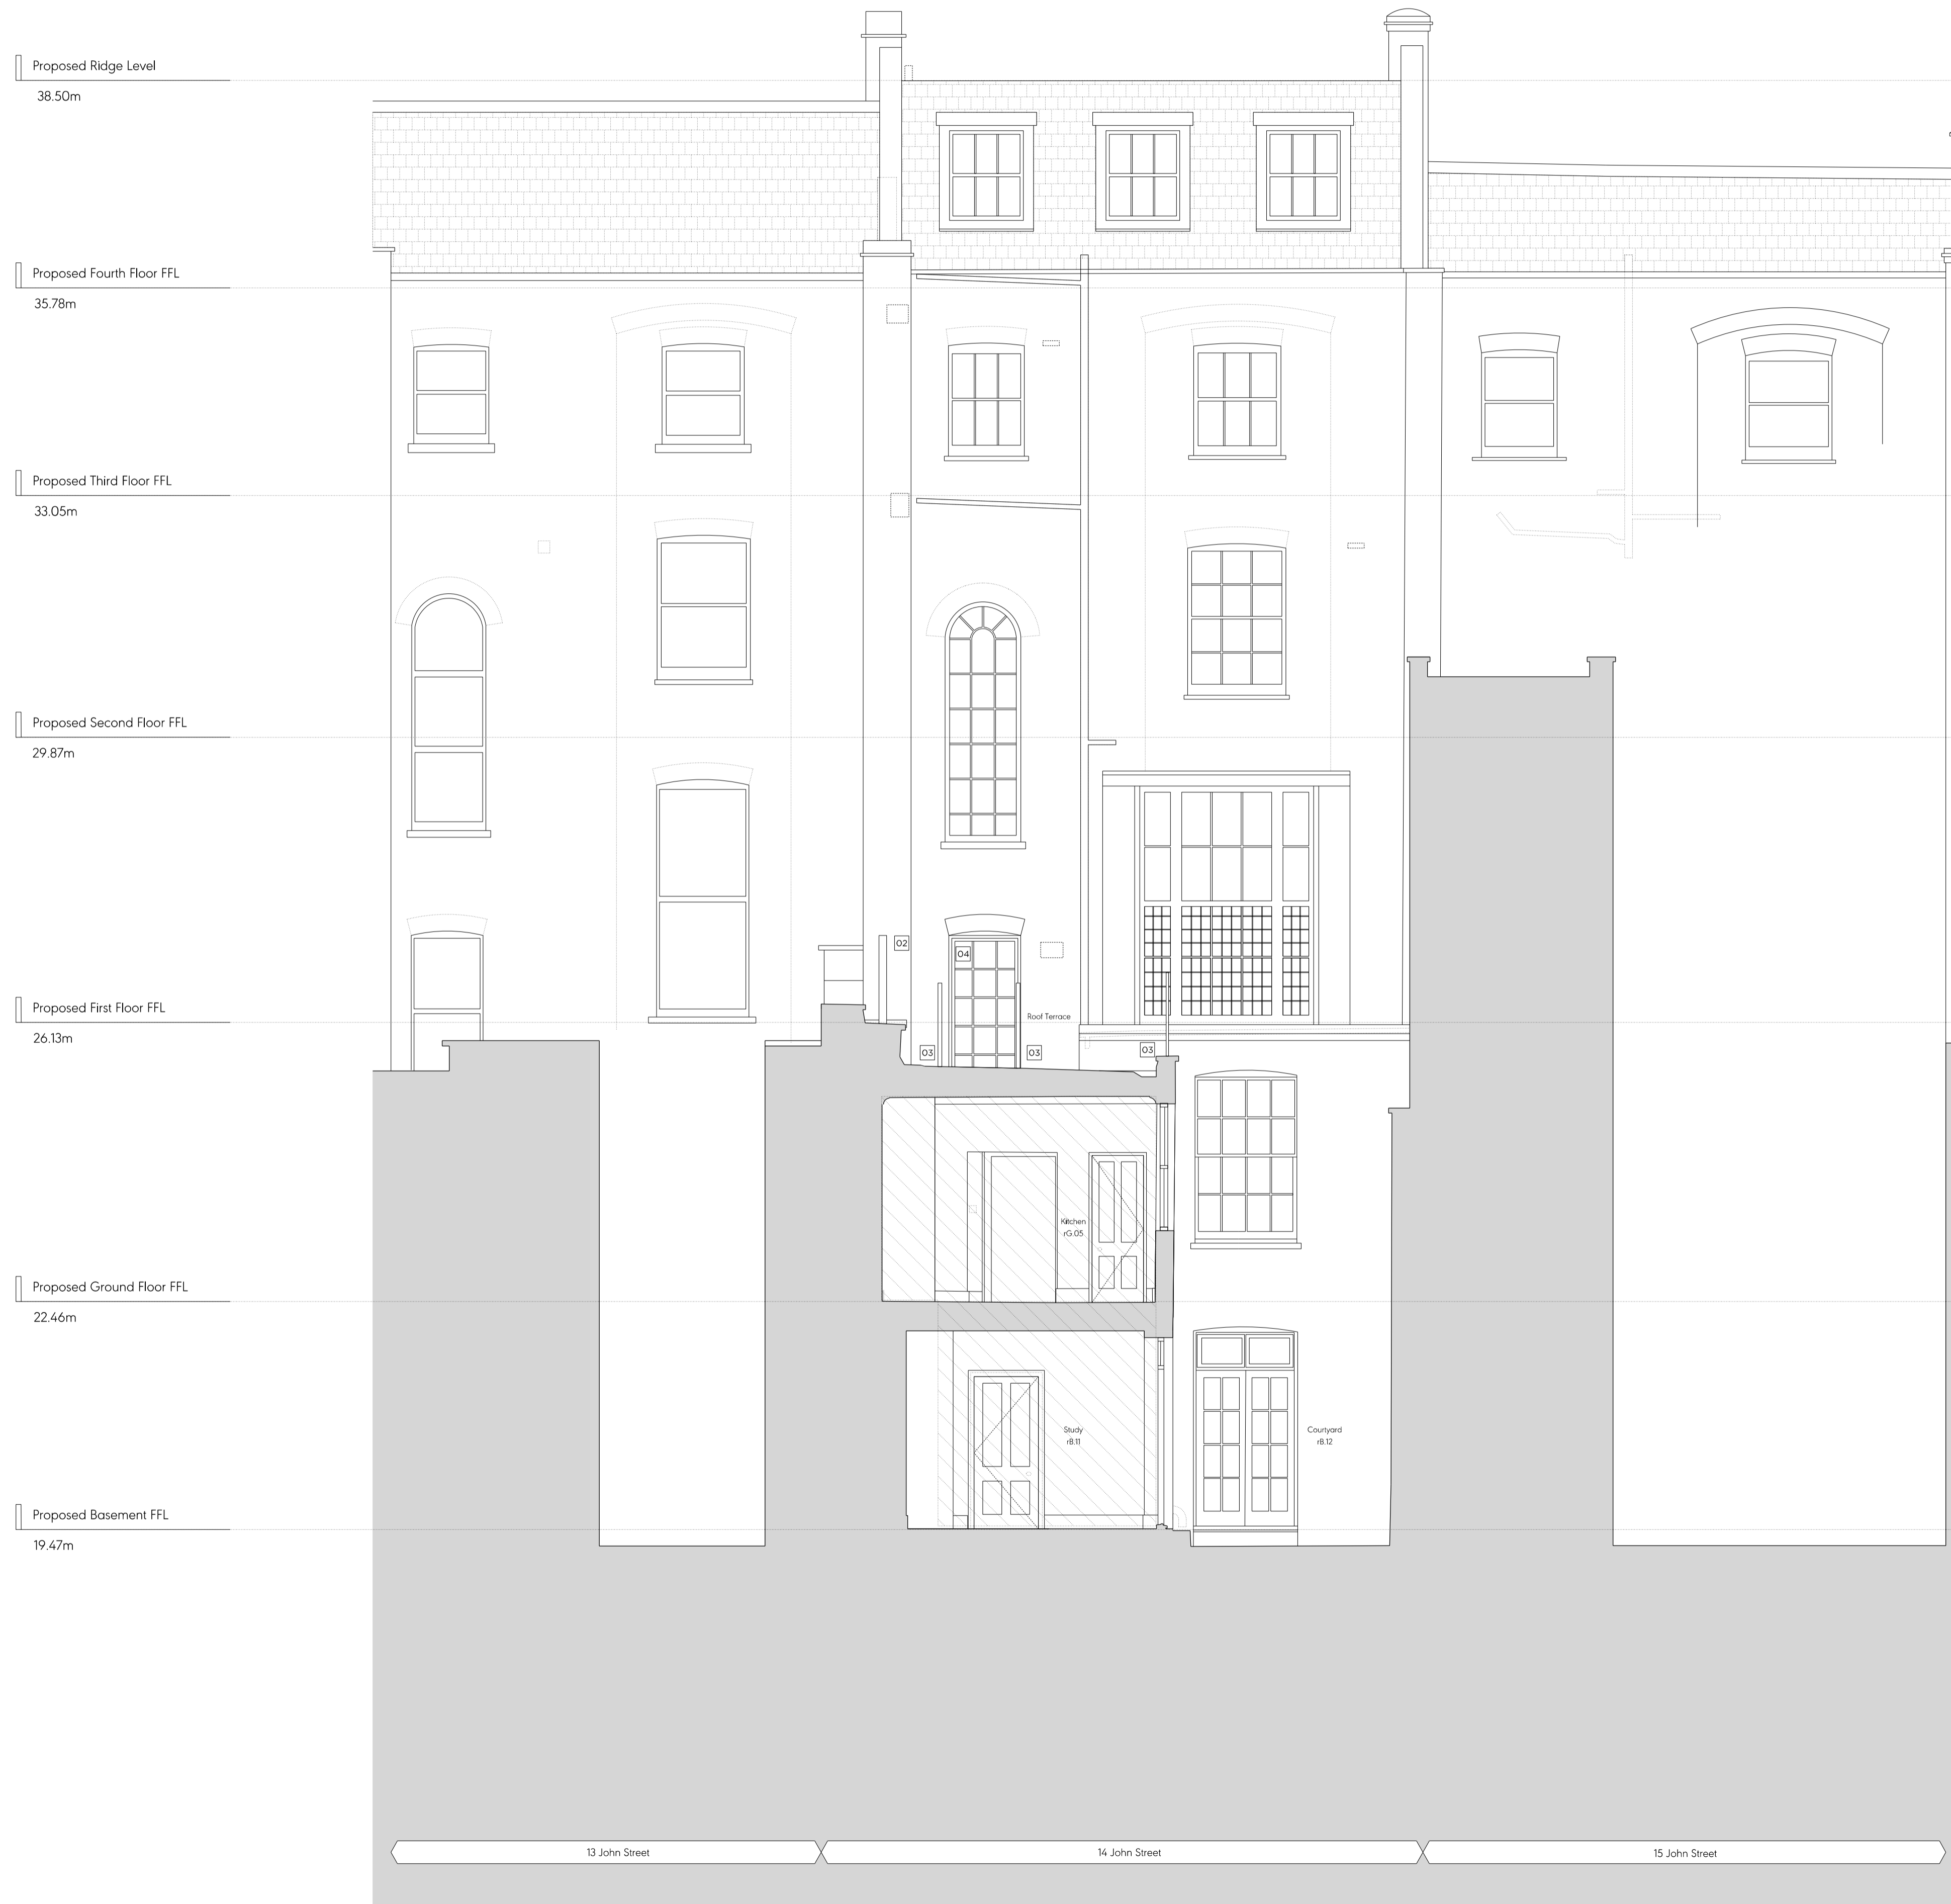 Proposed Ridge Level
38.50m
Proposed Fourth Floor FFL
35.78m
Proposed Third Floor FFL
33.05m
Proposed Second Floor FFL
29.87m
02
04
Proposed First Floor FFL
Roof Terrace
26.13m
03
03
03
Kitchen
rG.05
Proposed Ground Floor FFL
22.46m
Study
rB.11
Courtyard
rB.12
Proposed Basement FFL
19.47m
13 John Street
14 John Street
15 John Street